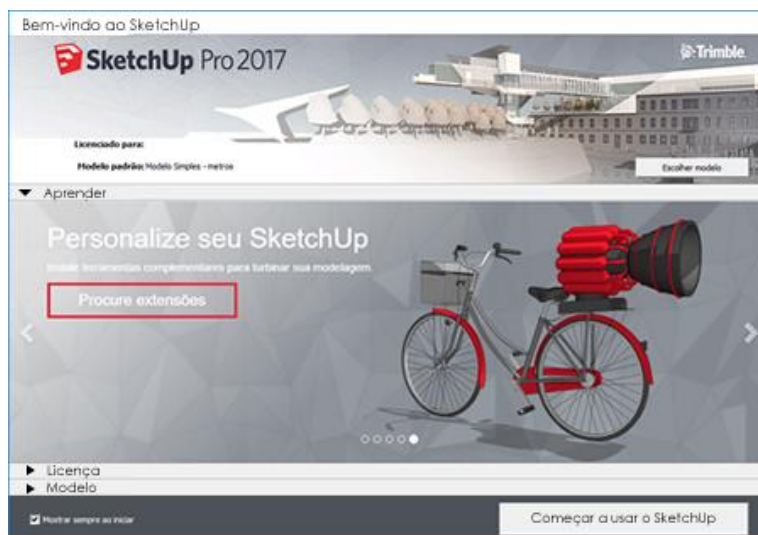 Bem-vindo ao SketchUp
SketchUp Pro 2017
Trimble
Licenciado para:
Modelo padrão: Modelo Simples - metros
Escolher modelo
Aprender
Personalize seu SketchUp
Instale ferramentas complementares para turbinar sua modelagem.
Procure extensões
Licença
Modelo
Mostrar sempre ao iniciar
Começar a usar o SketchUp